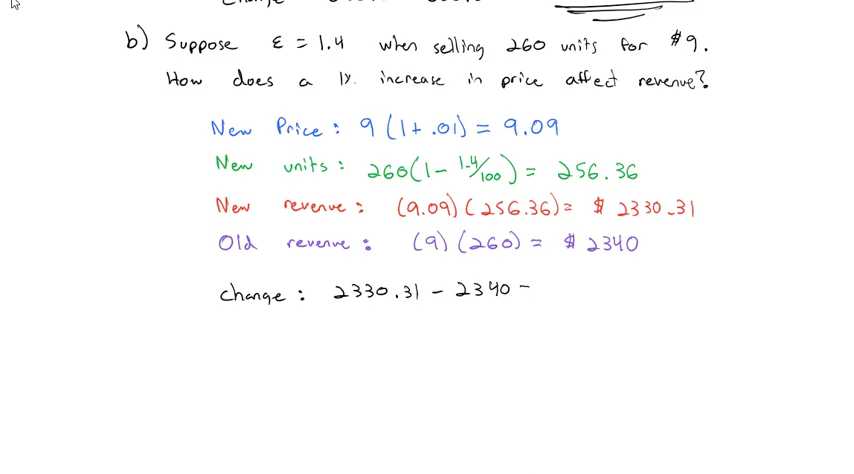 Change
b) Suppose ε = 1.4 when selling 260 units for $9.
How does a 1% increase in price affect revenue?
New Price: 9(1+.01) = 9.09
New units: 260(1 - 1.4/100) = 256.36
New revenue: (9.09)(256.36) = $2330.31
Old revenue: (9)(260) = $2340
Change: 2330.31 - 2340 -